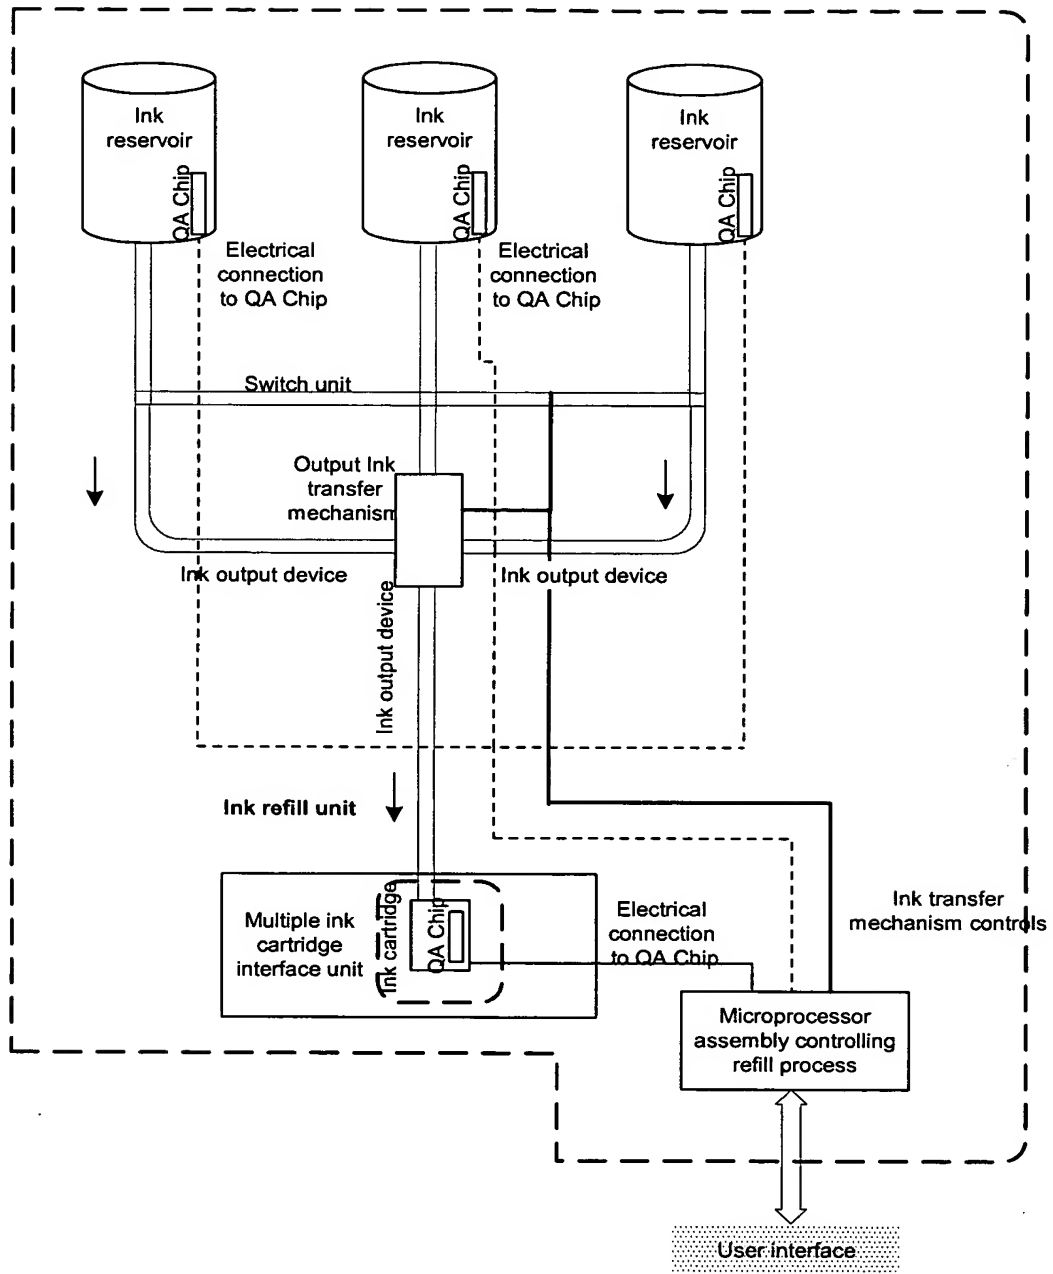 Ink
reservoir
QA Chip
Ink
reservoir
QA Chip
Ink
reservoir
QA Chip
Electrical
connection
to QA Chip
Electrical
connection
to QA Chip
Switch unit
Output Ink
transfer
mechanism
Ink output device
Ink output device
Ink output device
Ink refill unit
Multiple ink
cartridge
interface unit
Ink cartridge
QA Chip
Electrical
connection
to QA Chip
Ink transfer
mechanism controls
Microprocessor
assembly controlling
refill process
User interface